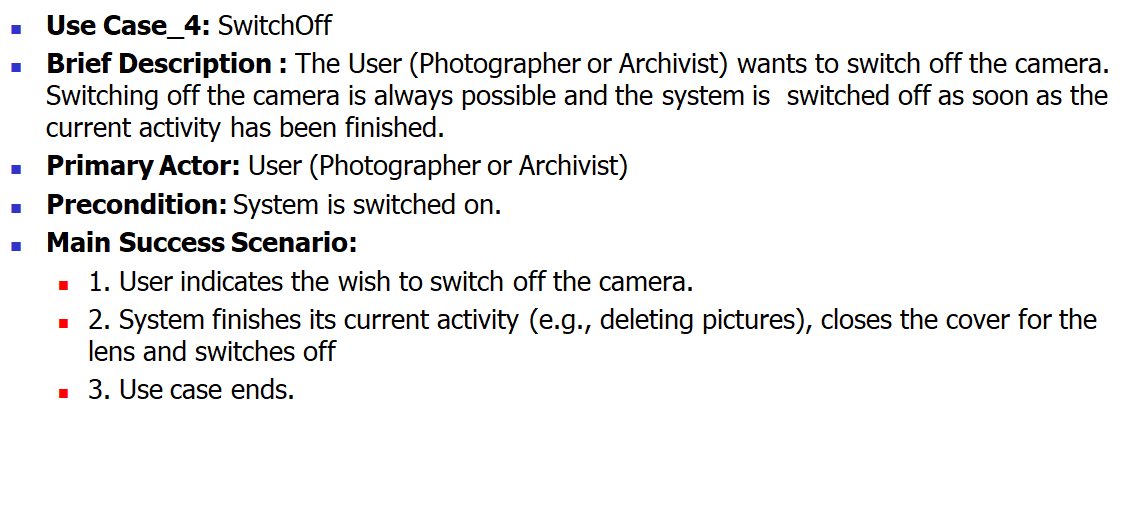 Use Case_4: SwitchOff
Brief Description : The User (Photographer or Archivist) wants to switch off the camera.
Switching off the camera is always possible and the system is switched off as soon as the
current activity has been finished.
Primary Actor: User (Photographer or Archivist)
Precondition: System is switched on.
Main Success Scenario:
1. User indicates the wish to switch off the camera.
2. System finishes its current activity (e.g., deleting pictures), closes the cover for the
lens and switches off
3. Use case ends.